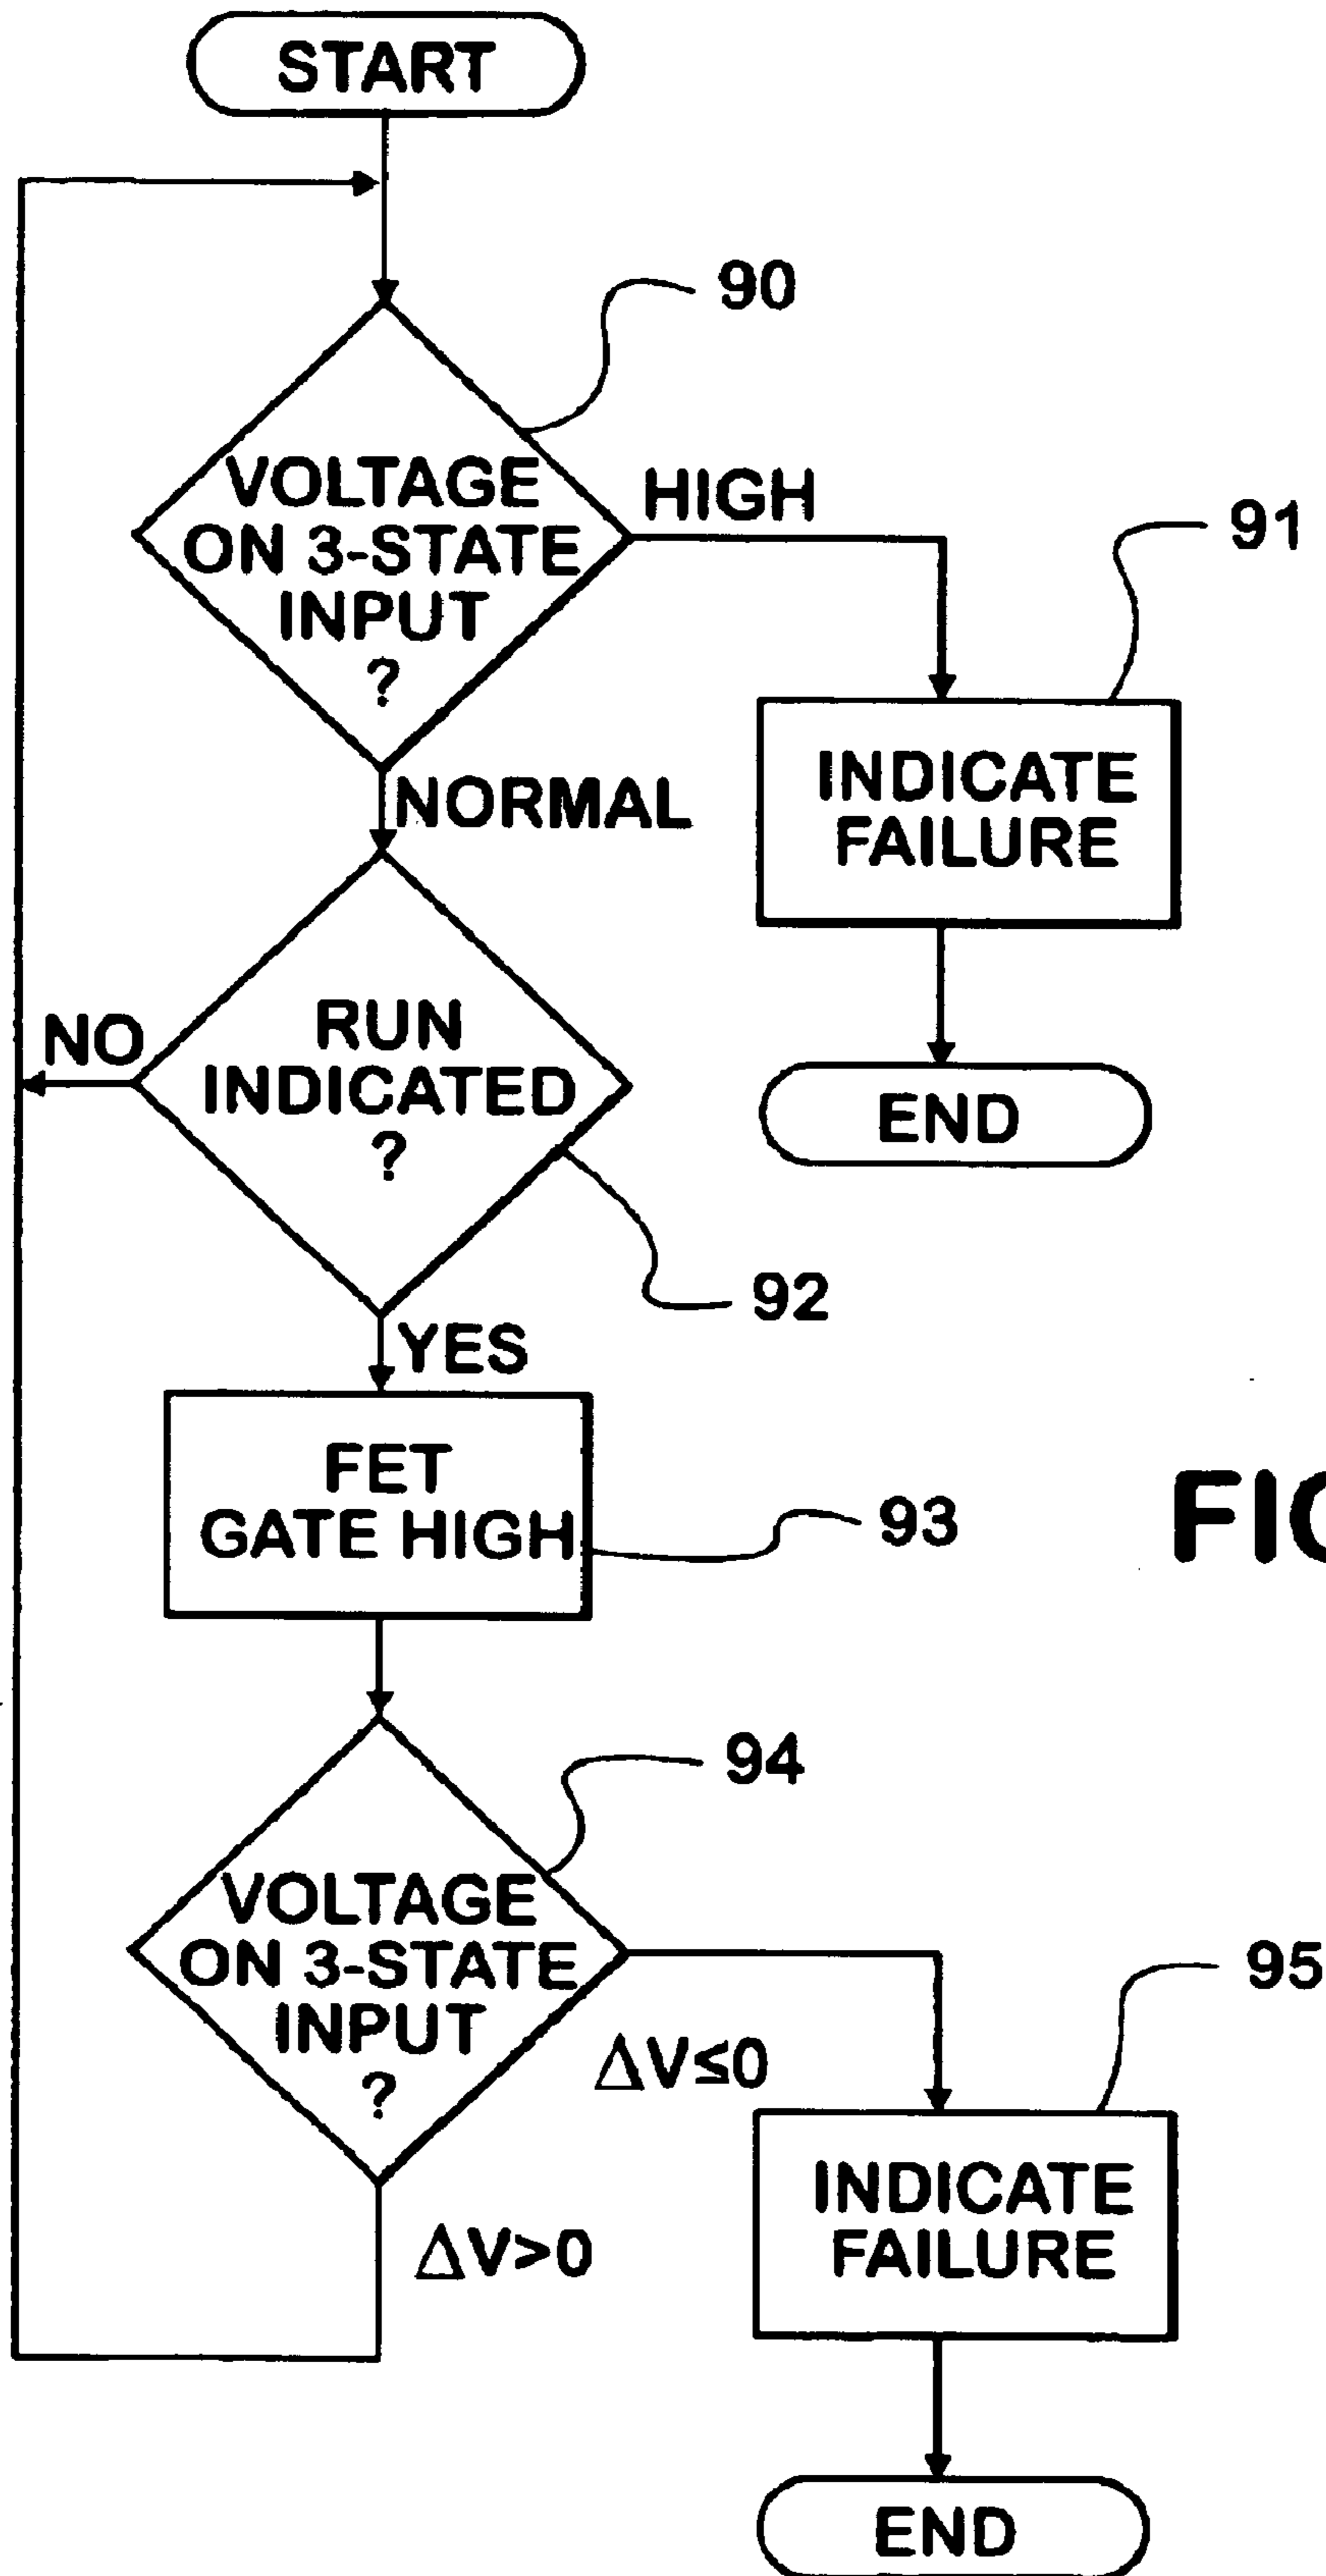 START
90
VOLTAGE
ON 3-STATE
INPUT
?
HIGH
91
INDICATE
FAILURE
NORMAL
END
RUN
INDICATED
?
NO
92
YES
FET
GATE HIGH
93
94
VOLTAGE
ON 3-STATE
INPUT
?
ΔV≤0
95
INDICATE
FAILURE
ΔV>0
END